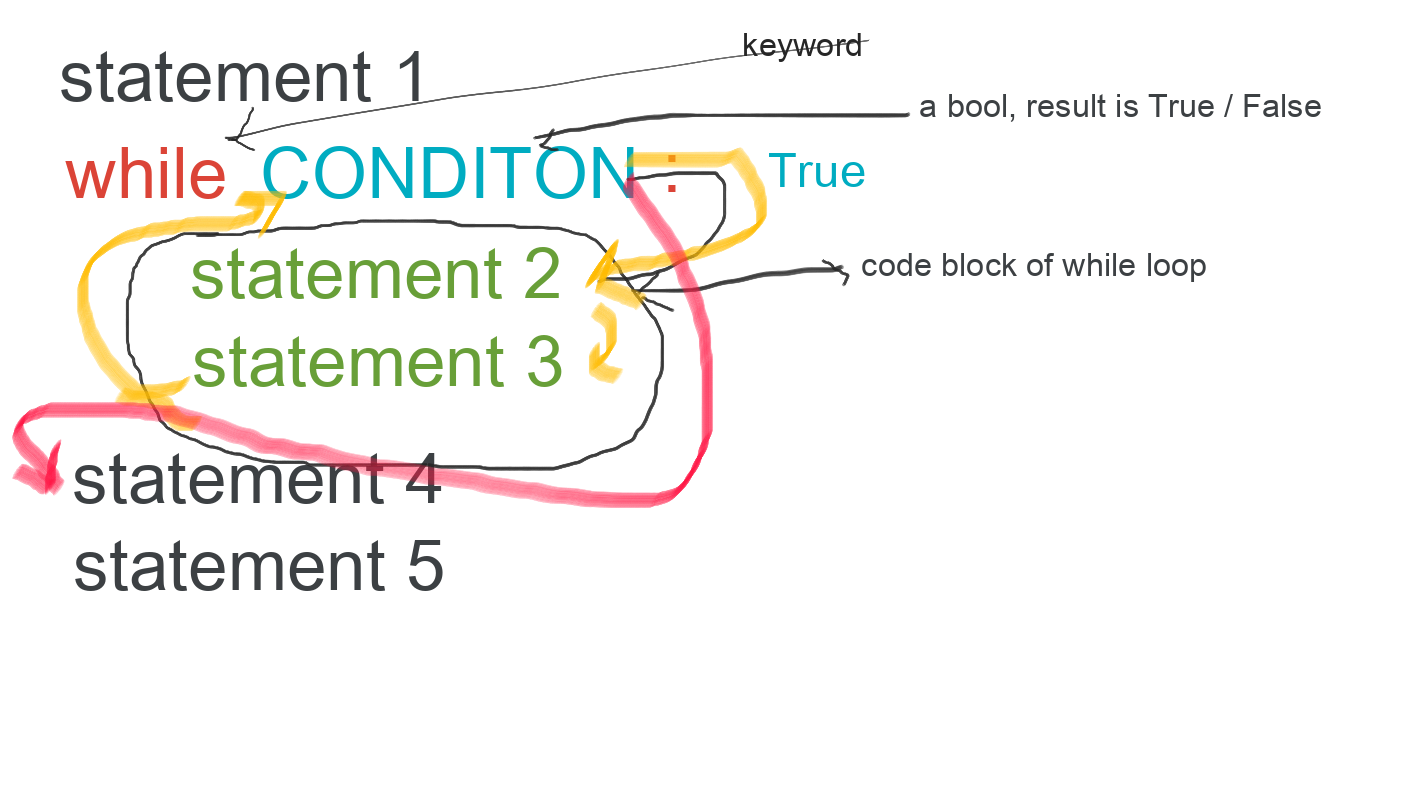 keyword
statement 1
a bool, result is True / False
while CONDITON : True
statement 2
code block of while loop
statement 3
statement 4
statement 5